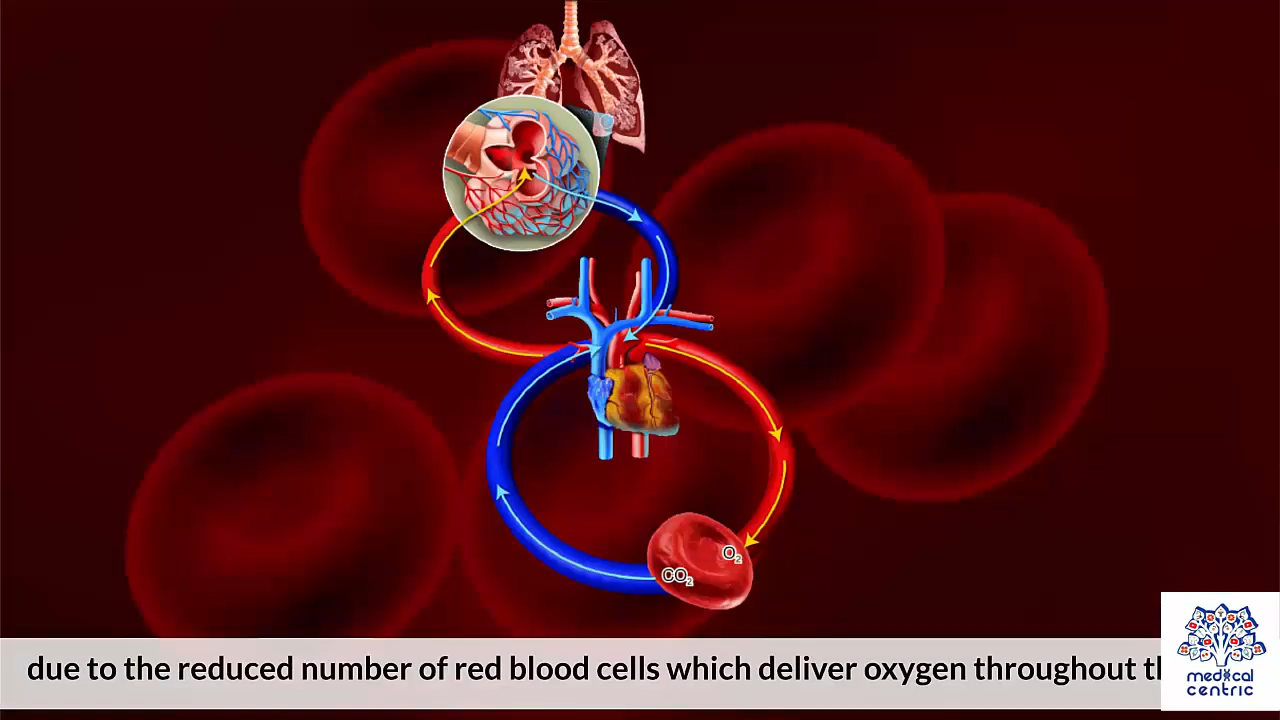 O₂
CO₂
due to the reduced number of red blood cells which deliver oxygen throughout
medical
centric